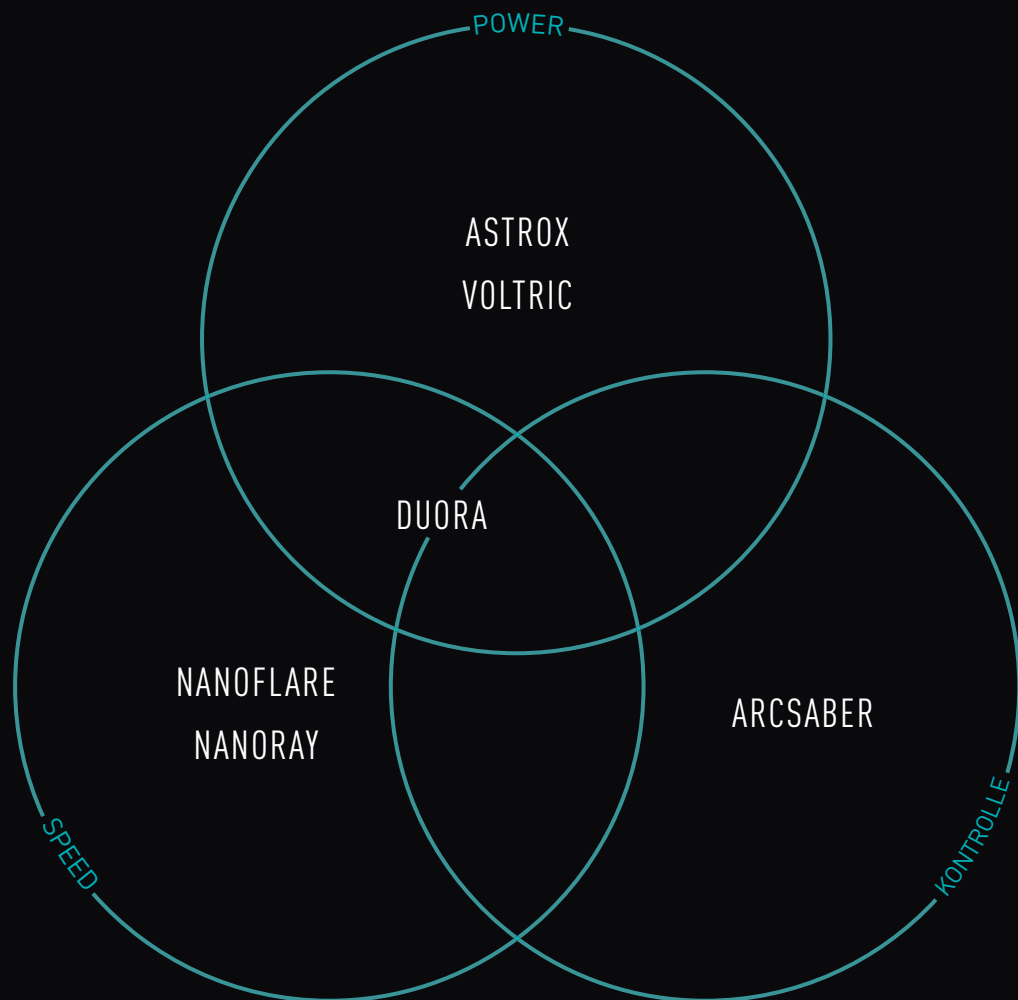 POWER
ASTROX
VOLTRIC
DUORA
NANOFLARE
NANORAY
ARCSABER
SPEED
KONTROLLE